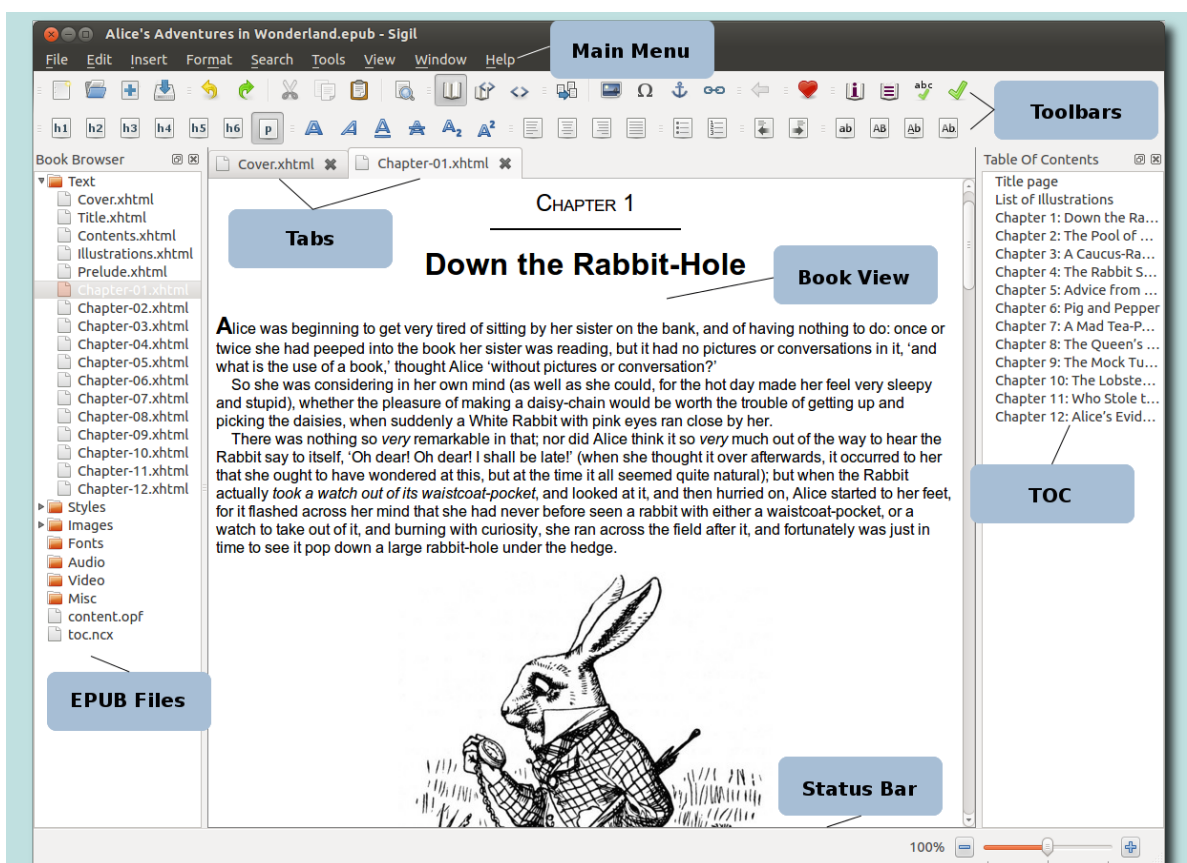 Alice's Adventures in Wonderland.epub - Sigil
Main Menu
File Edit Insert Format Search Tools View Window Help
Toolbars
h1 h2 h3 h4 h5 h6 p A A A A A2 A2 ab AB Ab Ab.
abc
Book Browser
Text
Cover.xhtml
Title.xhtml
Contents.xhtml
Illustrations.xhtml
Prelude.xhtml
Chapter-01.xhtml
Chapter-02.xhtml
Chapter-03.xhtml
Chapter-04.xhtml
Chapter-05.xhtml
Chapter-06.xhtml
Chapter-07.xhtml
Chapter-08.xhtml
Chapter-09.xhtml
Chapter-10.xhtml
Chapter-11.xhtml
Chapter-12.xhtml
Styles
Images
Fonts
Audio
Video
Misc
content.opf
toc.ncx
EPUB Files
Cover.xhtml Chapter-01.xhtml
Tabs
CHAPTER 1
Down the Rabbit-Hole
Book View
Alice was beginning to get very tired of sitting by her sister on the bank, and of having nothing to do: once or
twice she had peeped into the book her sister was reading, but it had no pictures or conversations in it, ‘and
what is the use of a book,’ thought Alice ‘without pictures or conversation?’
So she was considering in her own mind (as well as she could, for the hot day made her feel very sleepy
and stupid), whether the pleasure of making a daisy-chain would be worth the trouble of getting up and
picking the daisies, when suddenly a White Rabbit with pink eyes ran close by her.
There was nothing so very remarkable in that; nor did Alice think it so very much out of the way to hear the
Rabbit say to itself, ‘Oh dear! Oh dear! I shall be late!’ (when she thought it over afterwards, it occurred to her
that she ought to have wondered at this, but at the time it all seemed quite natural); but when the Rabbit
actually took a watch out of its waistcoat-pocket, and looked at it, and then hurried on, Alice started to her feet,
for it flashed across her mind that she had never before seen a rabbit with either a waistcoat-pocket, or a
watch to take out of it, and burning with curiosity, she ran across the field after it, and fortunately was just in
time to see it pop down a large rabbit-hole under the hedge.
Table Of Contents
Title page
List of Illustrations
Chapter 1: Down the Ra...
Chapter 2: The Pool of ...
Chapter 3: A Caucus-Ra...
Chapter 4: The Rabbit S...
Chapter 5: Advice from ...
Chapter 6: Pig and Pepper
Chapter 7: A Mad Tea-P...
Chapter 8: The Queen's ...
Chapter 9: The Mock Tu...
Chapter 10: The Lobste...
Chapter 11: Who Stole t...
Chapter 12: Alice's Evid...
TOC
Status Bar
100%